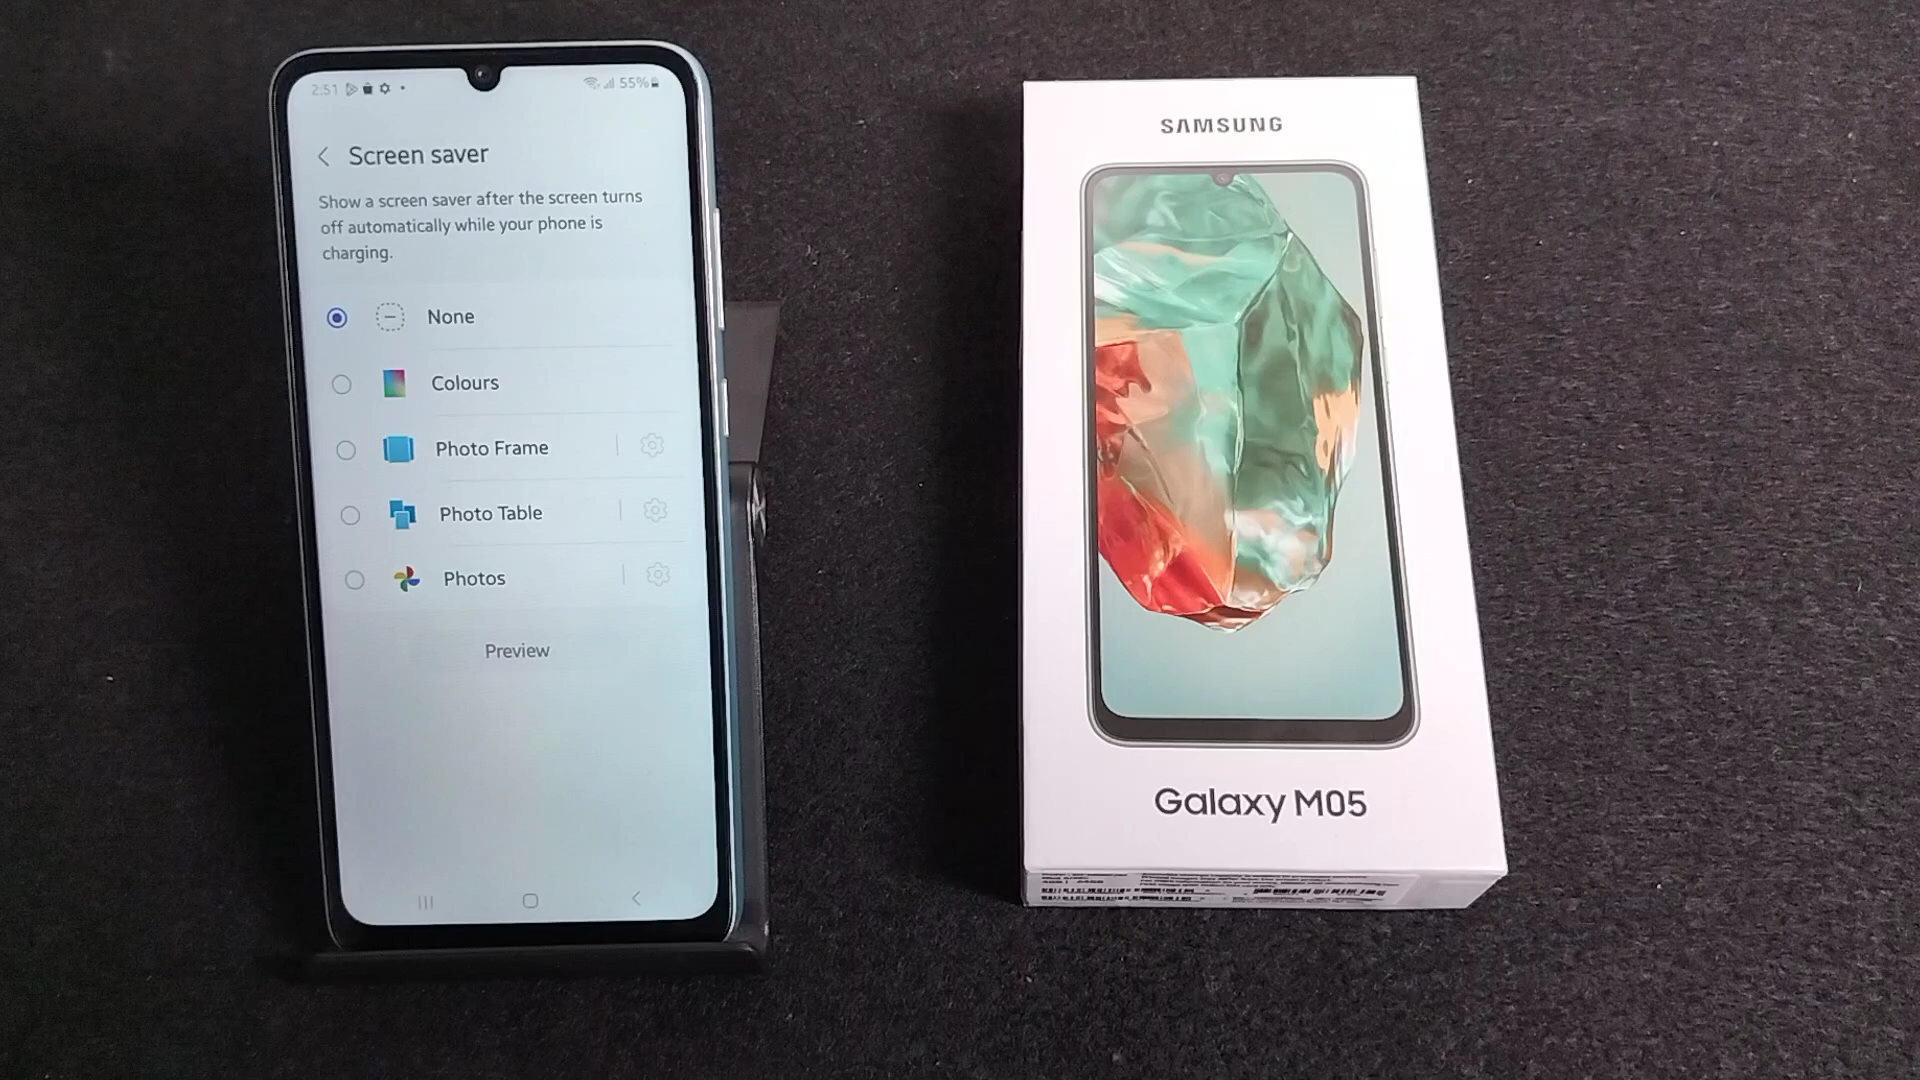 2:51
55%
Screen saver
Show a screen saver after the screen turns
off automatically while your phone is
charging.
None
Colours
Photo Frame
Photo Table
Photos
Preview
SAMSUNG
Galaxy M05